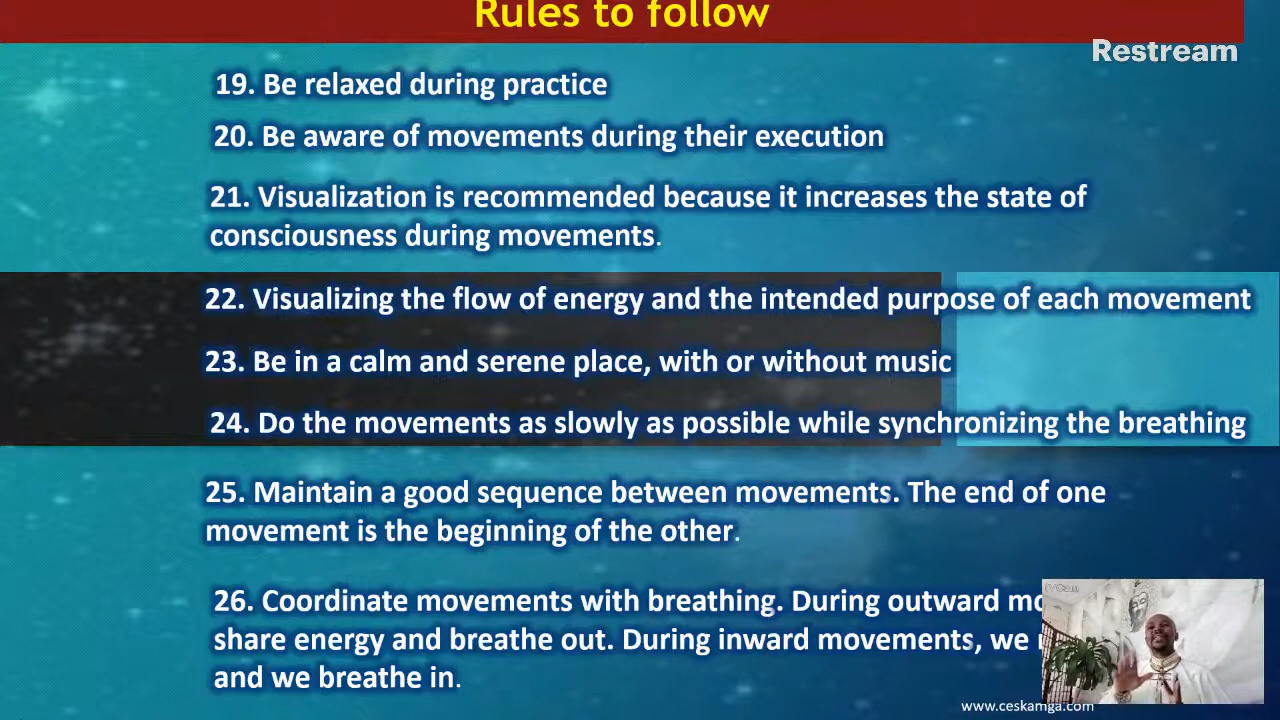 Rules to follow
Restream
19. Be relaxed during practice
20. Be aware of movements during their execution
21. Visualization is recommended because it increases the state of
consciousness during movements.
22. Visualizing the flow of energy and the intended purpose of each movement
23. Be in a calm and serene place, with or without music
24. Do the movements as slowly as possible while synchronizing the breathing
25. Maintain a good sequence between movements. The end of one
movement is the beginning of the other.
26. Coordinate movements with breathing. During outward
share energy and breathe out. During inward movements, we
and we breathe in.
www.ceskamga.com